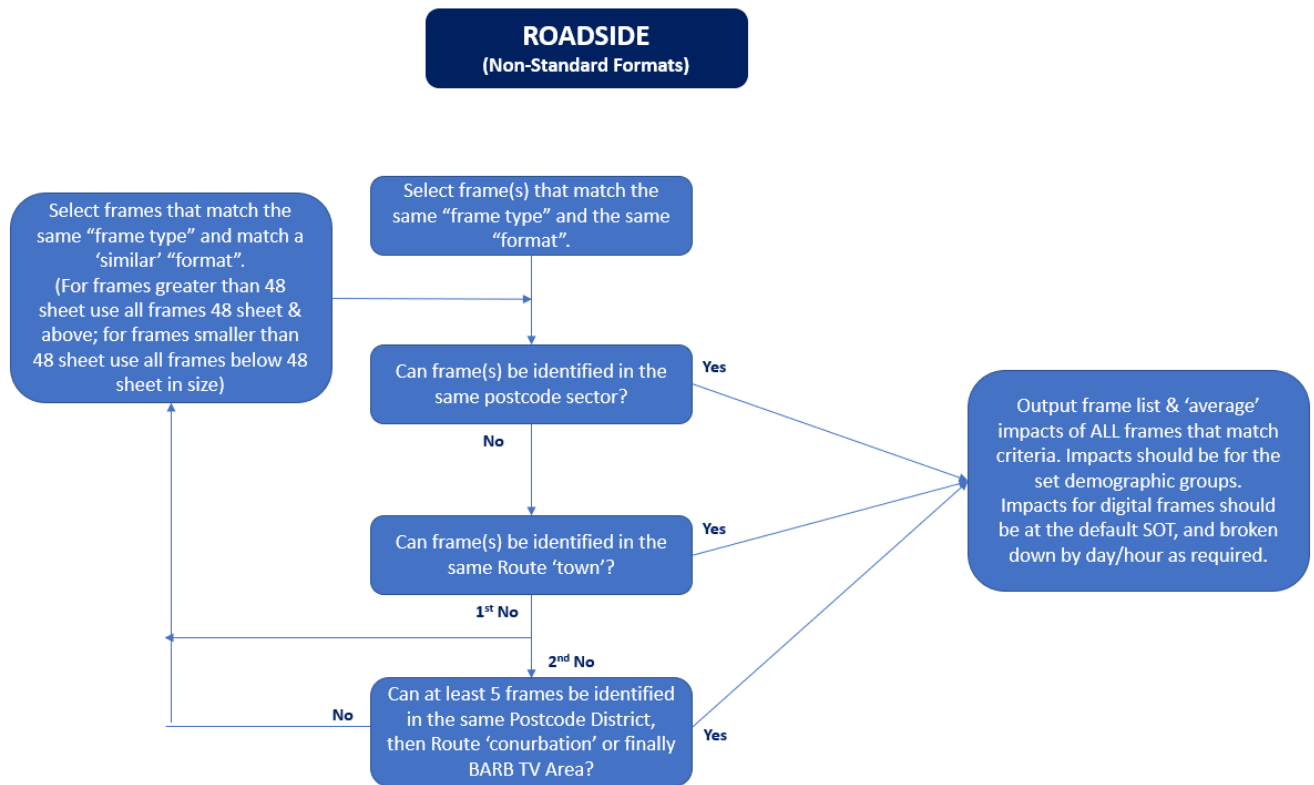 ROADSIDE
(Non-Standard Formats)
Select frames that match the
same “frame type” and match a
‘similar’ “format”.
(For frames greater than 48
sheet use all frames 48 sheet &
above; for frames smaller than
48 sheet use all frames below 48
sheet in size)
Select frame(s) that match the
same “frame type” and the same
“format”.
Can frame(s) be identified in the
same postcode sector?
Yes
No
Can frame(s) be identified in the
same Route ‘town’?
Yes
1st No
2nd No
Can at least 5 frames be identified
in the same Postcode District,
then Route ‘conurbation’ or finally
BARB TV Area?
No
Yes
Output frame list & ‘average’
impacts of ALL frames that match
criteria. Impacts should be for the
set demographic groups.
Impacts for digital frames should
be at the default SOT, and broken
down by day/hour as required.